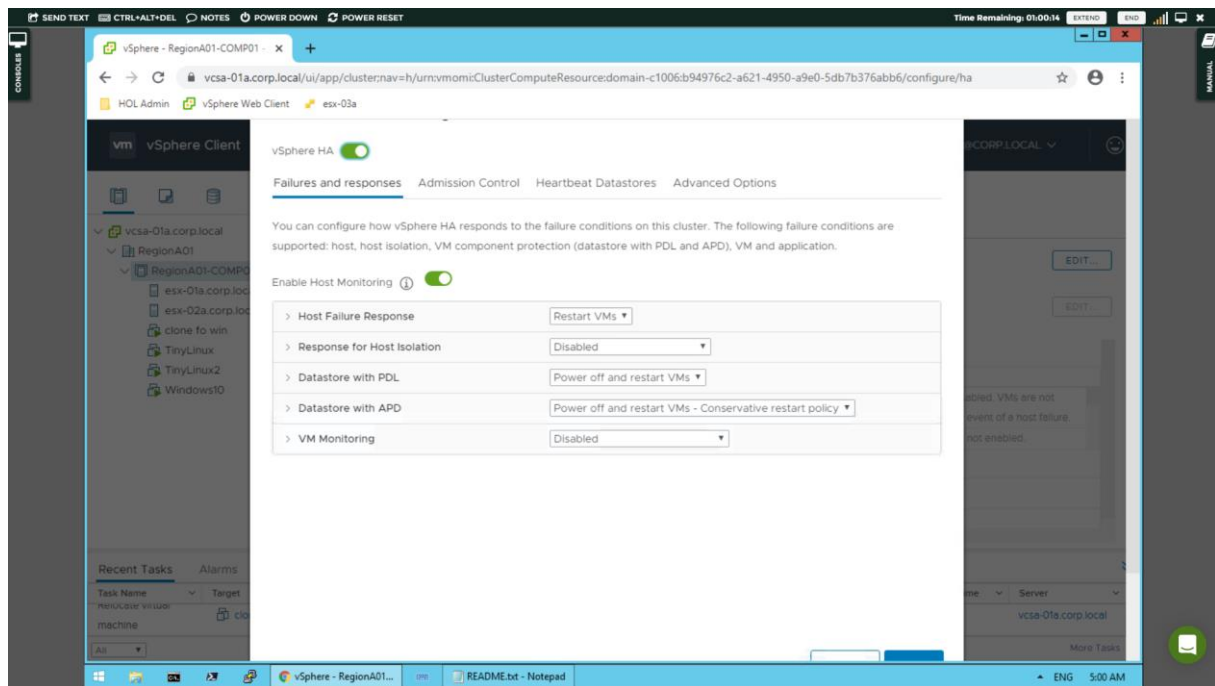 SEND TEXT CTRL+ALT+DEL NOTES POWER DOWN POWER RESET
Time Remaining: 01:00:14 EXTEND END
CONSOLES
MANUAL
vSphere - RegionA01-COMP01 -
vcsa-01a.corp.local/ui/app/cluster;nav=h/urn:vmomi:ClusterComputeResource:domain-c1006:b94976c2-a621-4950-a9e0-5db7b376abb6/configure/ha
HOL Admin vSphere Web Client esx-03a
vm vSphere Client
@CORP.LOCAL
vSphere HA
Failures and responses Admission Control Heartbeat Datastores Advanced Options
You can configure how vSphere HA responds to the failure conditions on this cluster. The following failure conditions are
supported: host, host isolation, VM component protection (datastore with PDL and APD), VM and application.
Enable Host Monitoring
Host Failure Response Restart VMs
Response for Host Isolation Disabled
Datastore with PDL Power off and restart VMs
Datastore with APD Power off and restart VMs - Conservative restart policy
VM Monitoring Disabled
vcsa-01a.corp.local
RegionA01
RegionA01-COMP0
esx-01a.corp.loc
esx-02a.corp.loc
clone fo win
TinyLinux
TinyLinux2
Windows10
EDIT...
EDIT...
abled. VMs are not
event of a host failure.
not enabled.
Recent Tasks Alarms
Task Name Target
me Server
Relocate virtual
machine
clo
vcsa-01a.corp.local
All
More Tasks
vSphere - RegionA01... README.txt - Notepad
ENG 5:00 AM